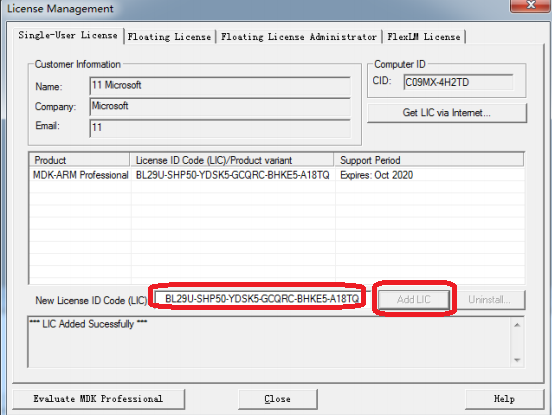 License Management
Single-User License Floating License Floating License Administrator FlexLM License
Customer Information
Name: 11 Microsoft
Company: Microsoft
Email: 11
Computer ID
CID: C09MX-4H2TD
Get LIC via Internet...
Product License ID Code (LIC)/Product variant Support Period
MDK-ARM Professional BL29U-SHP50-YDSK5-GCQRC-BHKE5-A18TQ Expires: Oct 2020
New License ID Code (LIC): BL29U-SHP50-YDSK5-GCQRC-BHKE5-A18TQ Add LIC Uninstall...
*** LIC Added Sucessfully ***
Evaluate MDK Professional Close Help